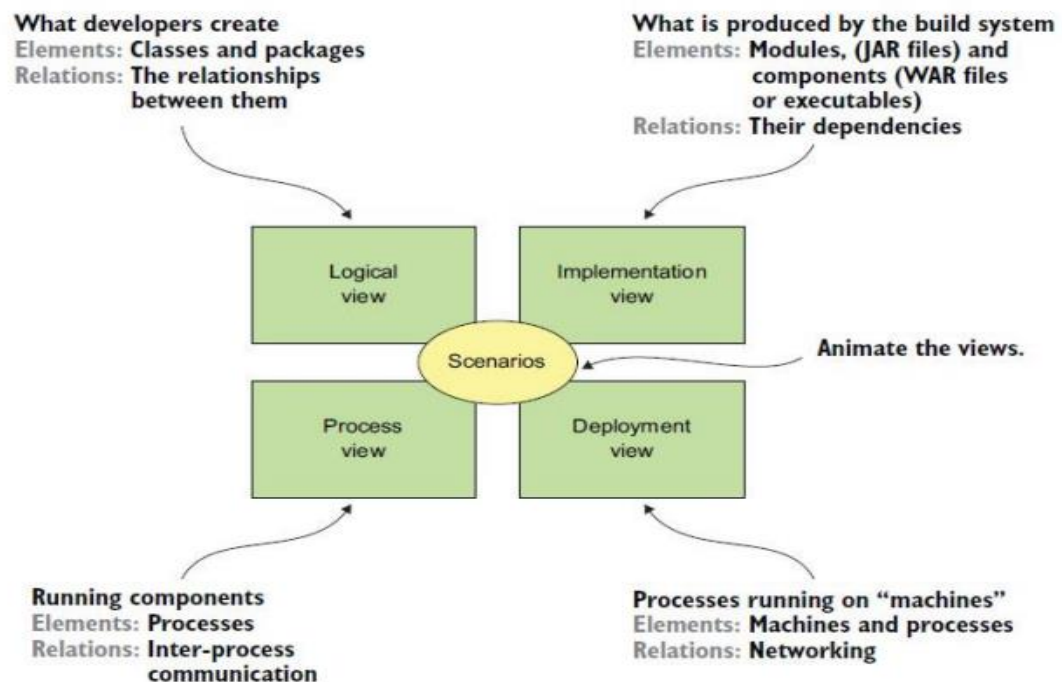 What developers create
Elements: Classes and packages
Relations: The relationships
between them
What is produced by the build system
Elements: Modules, (JAR files) and
components (WAR files
or executables)
Relations: Their dependencies
Logical
view
Implementation
view
Scenarios
Animate the views.
Process
view
Deployment
view
Running components
Elements: Processes
Relations: Inter-process
communication
Processes running on “machines”
Elements: Machines and processes
Relations: Networking